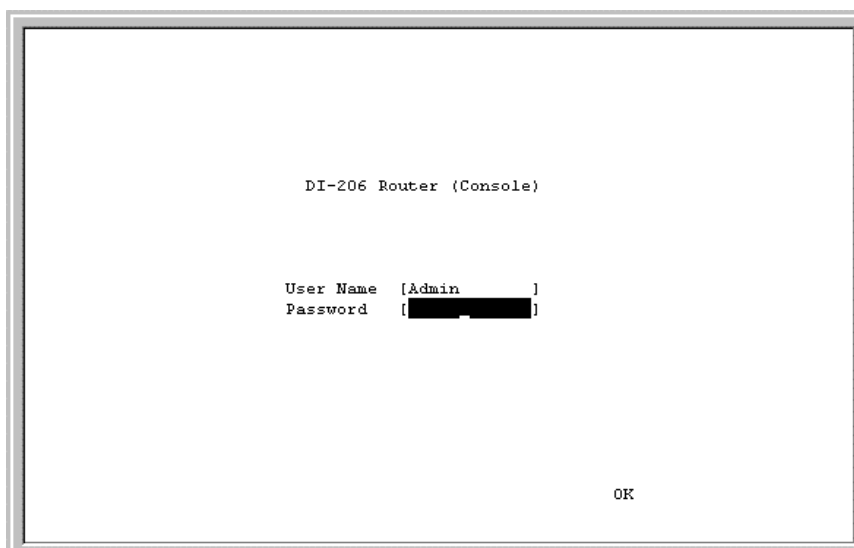 DI-206 Router (Console)
User Name [Admin ]
Password [ _ ]
OK